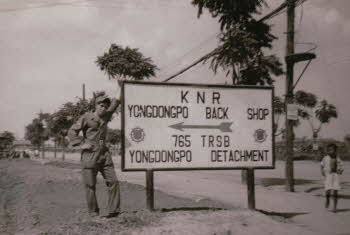 KNR
YONGDONGPO BACK SHOP
765 TRSB
YONGDONGPO DETACHMENT